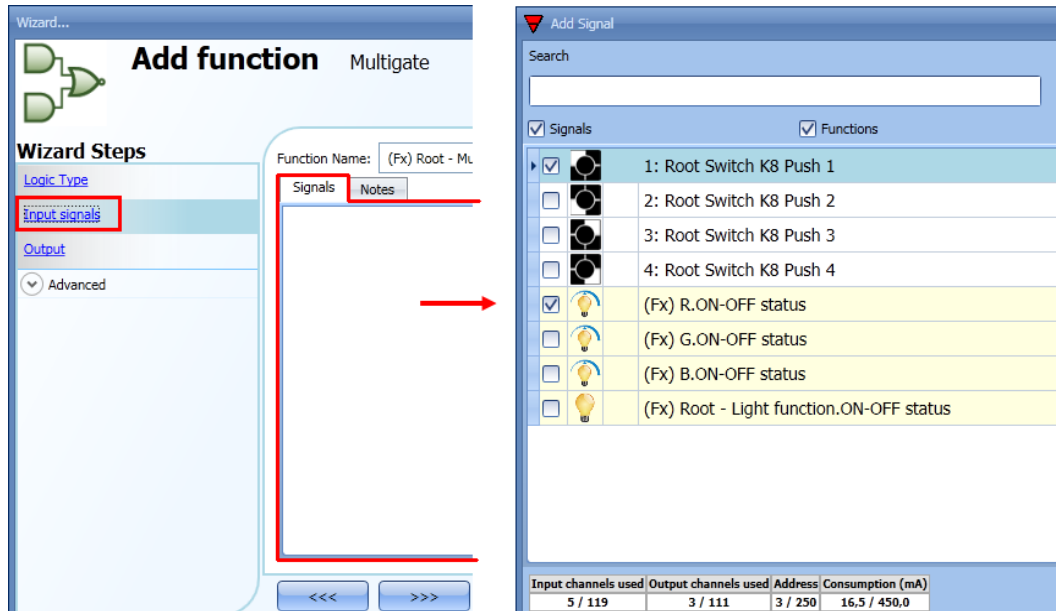 Wizard...
Add function Multigate
Wizard Steps
Logic Type
Input signals
Output
Advanced
Function Name: (Fx) Root - Mu
Signals Notes
<<< >>>
Add Signal
Search
Signals Functions
1: Root Switch K8 Push 1
2: Root Switch K8 Push 2
3: Root Switch K8 Push 3
4: Root Switch K8 Push 4
(Fx) R.ON-OFF status
(Fx) G.ON-OFF status
(Fx) B.ON-OFF status
(Fx) Root - Light function.ON-OFF status
Input channels used Output channels used Address Consumption (mA)
5 / 119 3 / 111 3 / 250 16,5 / 450,0